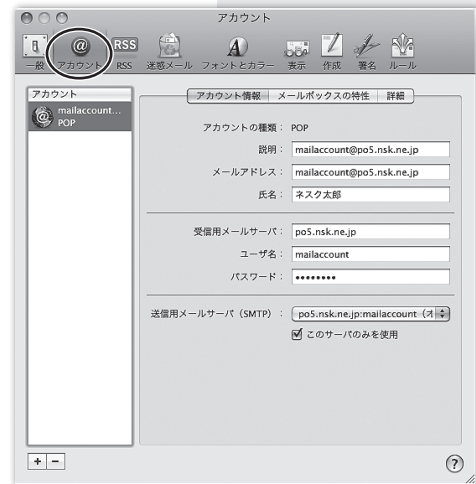 アカウント
一般 アカウント RSS 迷惑メール フォントとカラー 表示 作成 署名 ルール
RSS
アカウント
mailaccount...
POP
アカウント情報 メールボックスの特性 詳細
アカウントの種類： POP
説明： mailaccount@po5.nsk.ne.jp
メールアドレス： mailaccount@po5.nsk.ne.jp
氏名： ネスク太郎
受信用メールサーバ： po5.nsk.ne.jp
ユーザ名： mailaccount
パスワード： ••••••••
送信用メールサーバ（SMTP）： po5.nsk.ne.jp:mailaccount（オ
このサーバのみを使用
+ −
?